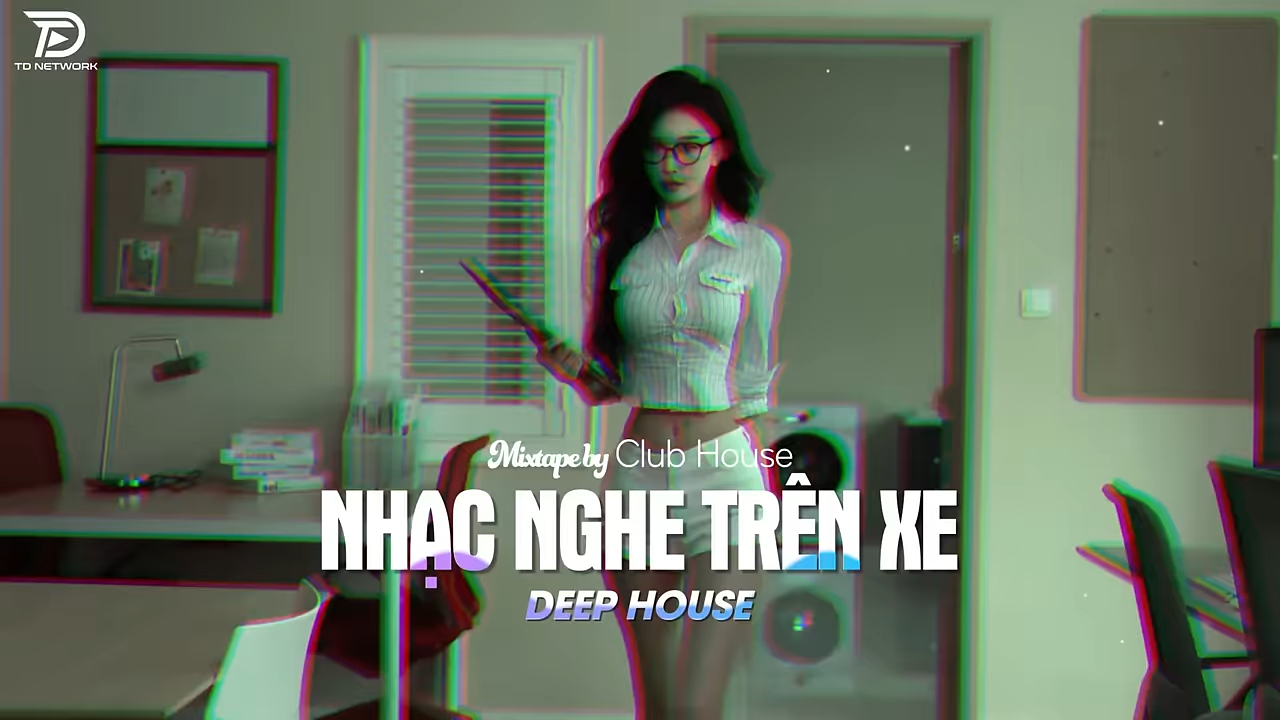 TD NETWORK
Mixtape by Club House
NHẠC NGHE TRÊN XE
DEEP HOUSE